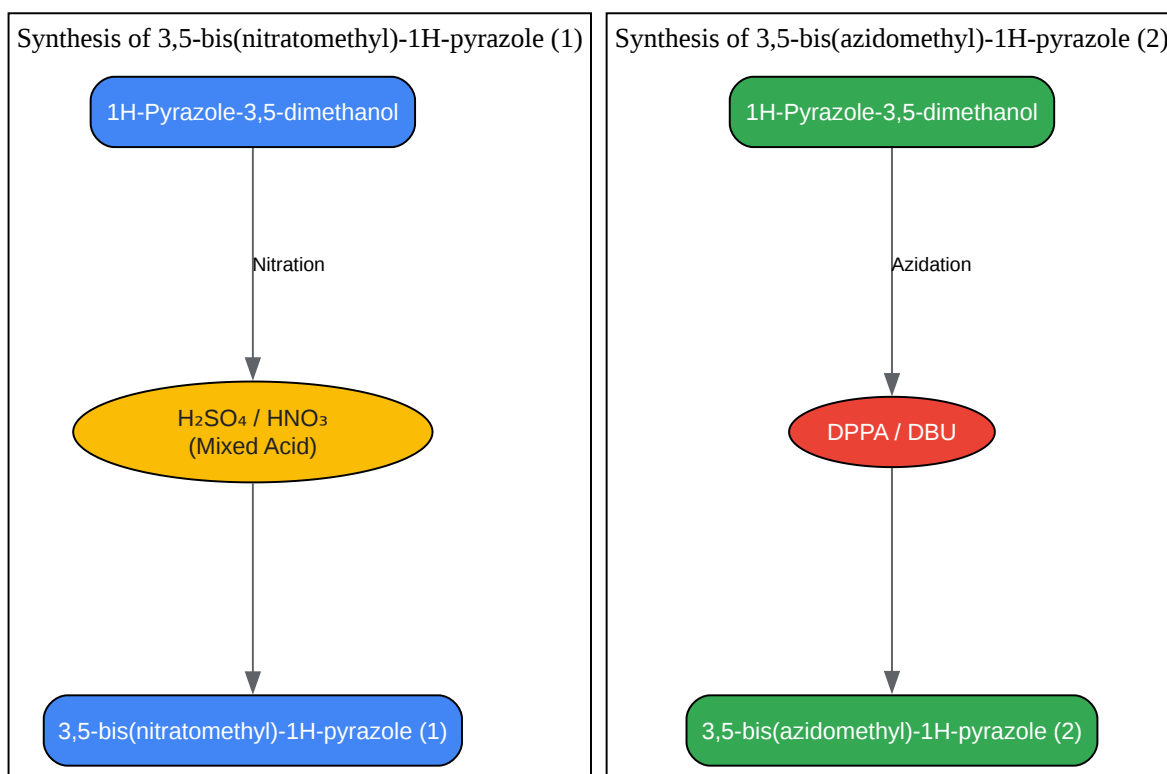 Synthesis of 3,5-bis(nitratomethyl)-1H-pyrazole (1)
1H-Pyrazole-3,5-dimethanol
Nitration
H₂SO₄ / HNO₃
(Mixed Acid)
3,5-bis(nitratomethyl)-1H-pyrazole (1)
Synthesis of 3,5-bis(azidomethyl)-1H-pyrazole (2)
1H-Pyrazole-3,5-dimethanol
Azidation
DPPA / DBU
3,5-bis(azidomethyl)-1H-pyrazole (2)